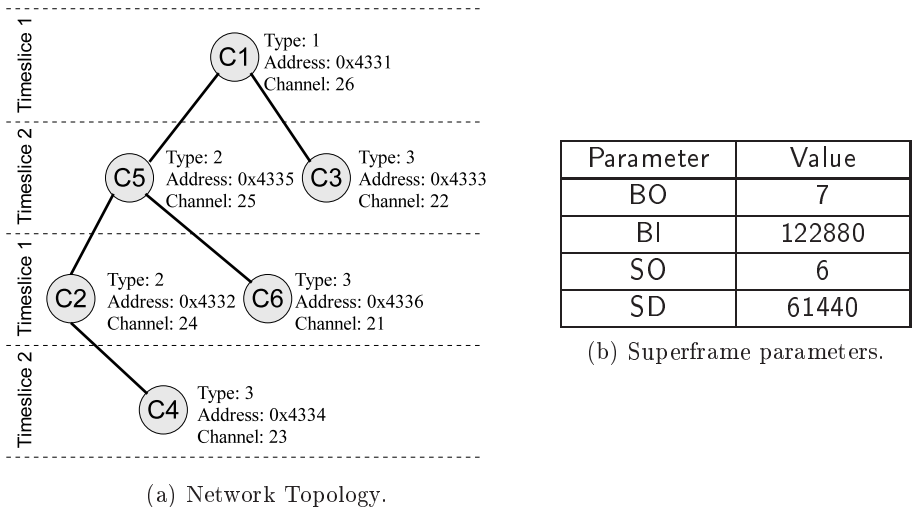 Timeslice 1
C1
Type: 1
Address: 0x4331
Channel: 26
Timeslice 2
C5
Type: 2
Address: 0x4335
Channel: 25
C3
Type: 3
Address: 0x4333
Channel: 22
Timeslice 1
C2
Type: 2
Address: 0x4332
Channel: 24
C6
Type: 3
Address: 0x4336
Channel: 21
Timeslice 2
C4
Type: 3
Address: 0x4334
Channel: 23
(a) Network Topology.
Parameter Value
BO 7
BI 122880
SO 6
SD 61440
(b) Superframe parameters.